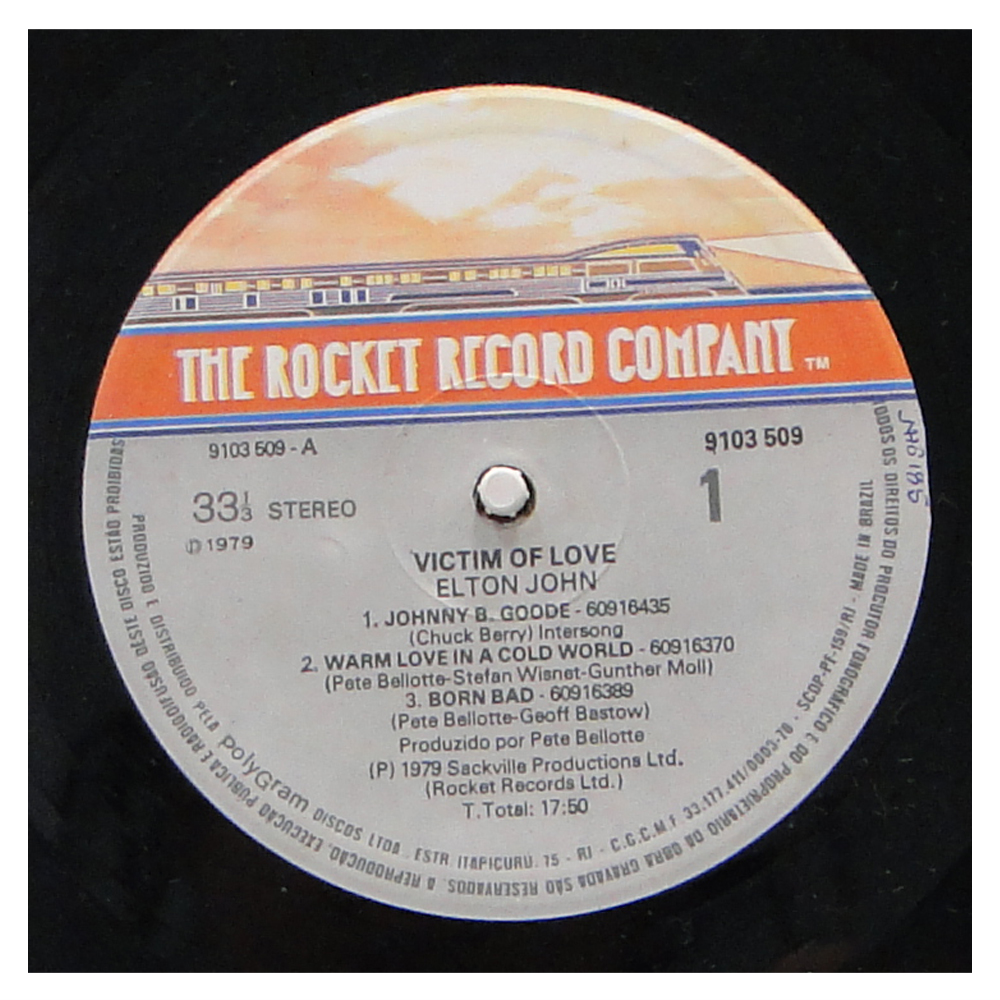 THE ROCKET RECORD COMPANY TM
9103 509 - A
9103 509
33 1/3 STEREO
1
Ⓟ 1979
VICTIM OF LOVE
ELTON JOHN
1. JOHNNY B. GOODE - 60916435
(Chuck Berry) Intersong
2. WARM LOVE IN A COLD WORLD - 60916370
(Pete Bellotte-Stefan Wisnet-Gunther Moll)
3. BORN BAD - 60916389
(Pete Bellotte-Geoff Bastow)
Produzido por Pete Bellotte
(P) 1979 Sackville Productions Ltd.
(Rocket Records Ltd.)
T.Total: 17:50
PRODUZIDO E DISTRIBUIDO PELA polyGram DISCOS LTDA . ESTR. ITAPICURU. 75 - RJ - C.G.C.M.F. 33.177.411/0003-70 - SCDP-PF-159/RJ - MADE IN BRAZIL
TODOS OS DIREITOS DO PRODUTOR FONOGRÁFICO E DO PROPRIETÁRIO DA OBRA GRAVADA SÃO RESERVADOS. A REPRODUÇÃO, EXECUÇÃO PÚBLICA E RADIODIFUSÃO DESTE DISCO ESTÃO PROIBIDAS